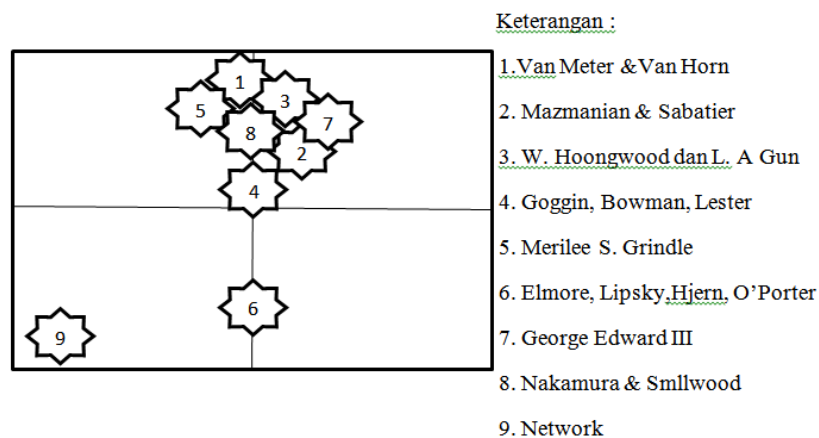 Keterangan :
1.Van Meter &Van Horn
2. Mazmanian & Sabatier
3. W. Hoongwood dan L. A Gun
4. Goggin, Bowman, Lester
5. Merilee S. Grindle
6. Elmore, Lipsky,Hjern, O’Porter
7. George Edward III
8. Nakamura & Smllwood
9. Network
1
5
3
7
8
2
4
6
9